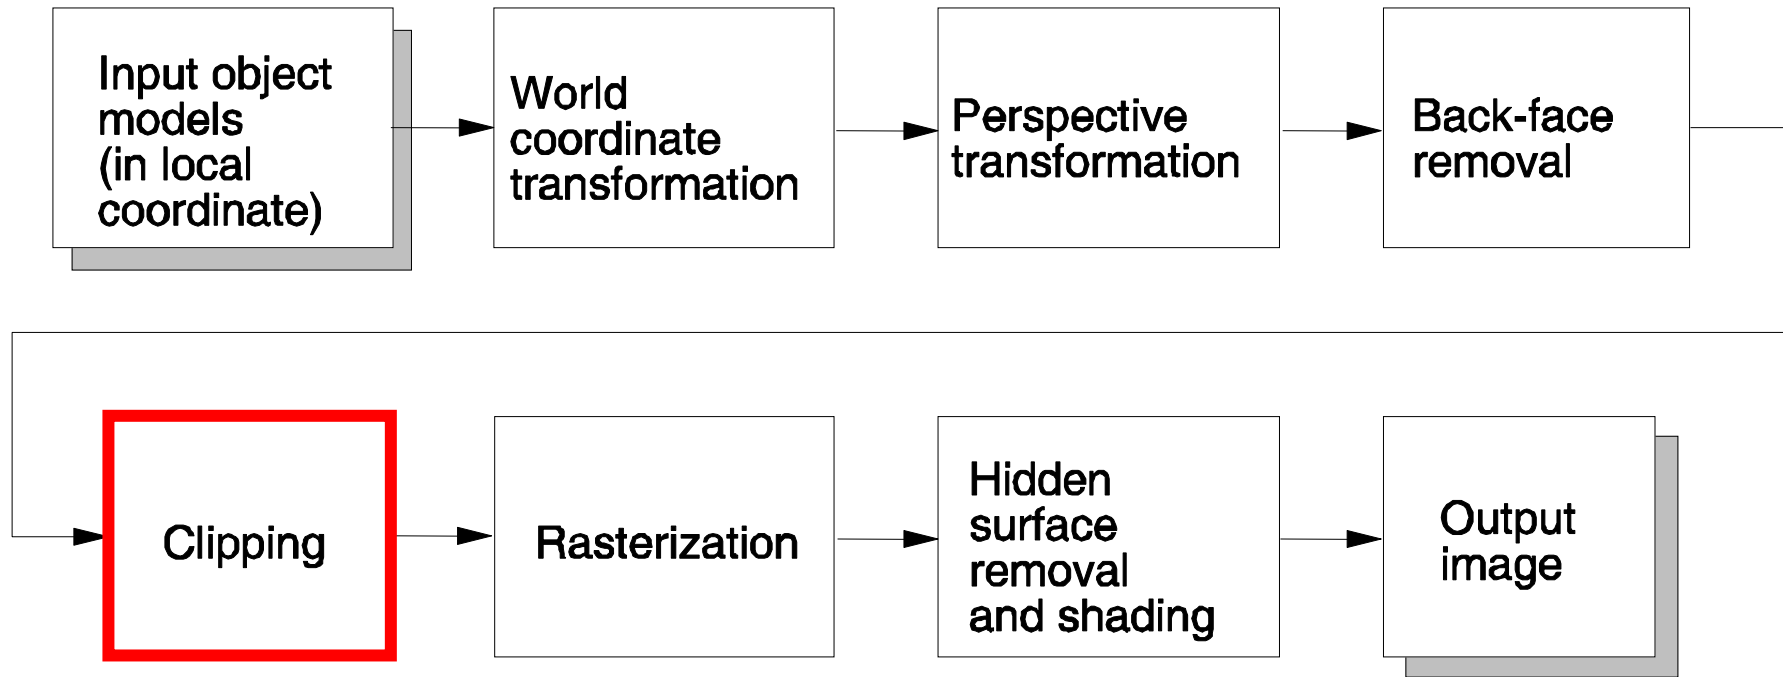 Input object
models
(in local
coordinate)
World
coordinate
transformation
Perspective
transformation
Back-face
removal
Clipping
Rasterization
Hidden
surface
removal
and shading
Output
image